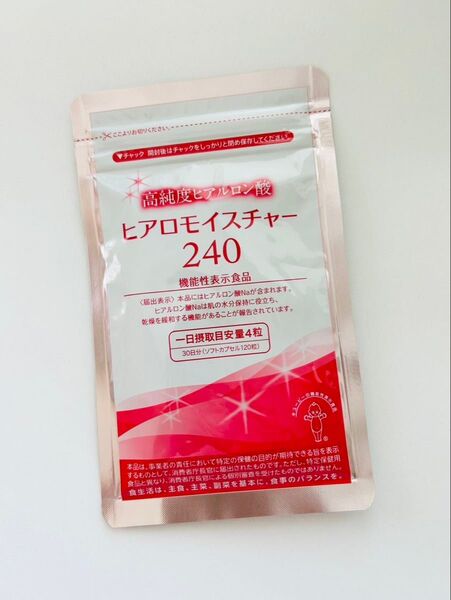 ここよりお切りください。
▼チャック 開封後はチャックをしっかりと閉め保存してください。▼
高純度ヒアルロン酸
ヒアロモイスチャー
240
機能性表示食品
〈届出表示〉本品にはヒアルロン酸Naが含まれます。
ヒアルロン酸Naは肌の水分保持に役立ち、
乾燥を緩和する機能があることが報告されています。
一日摂取目安量4粒
30日分(ソフトカプセル120粒)
キユーピーの機能性表示食品
®
本品は、事業者の責任において特定の保健の目的が期待できる旨を表示
するものとして、消費者庁長官に届出されたものです。ただし、特定保健用
食品と異なり、消費者庁長官による個別審査を受けたものではありません。
食生活は、主食、主菜、副菜を基本に、食事のバランスを。